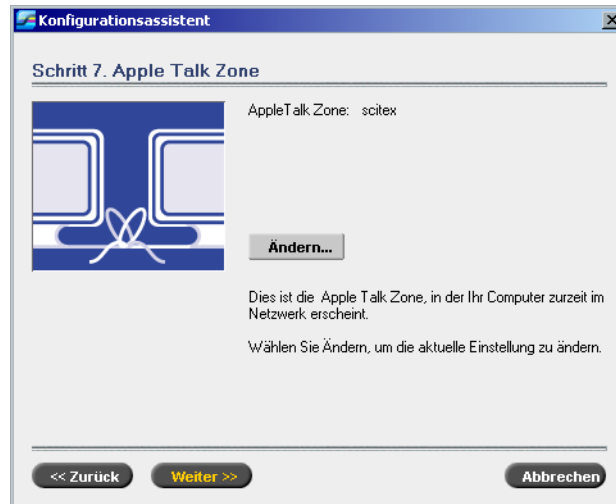 Konfigurationsassistent
Schritt 7. Apple Talk Zone
AppleTalk Zone: scitex
Ändern...
Dies ist die Apple Talk Zone, in der Ihr Computer zurzeit im
Netzwerk erscheint.
Wählen Sie Ändern, um die aktuelle Einstellung zu ändern.
<< Zurück Weiter >> Abbrechen